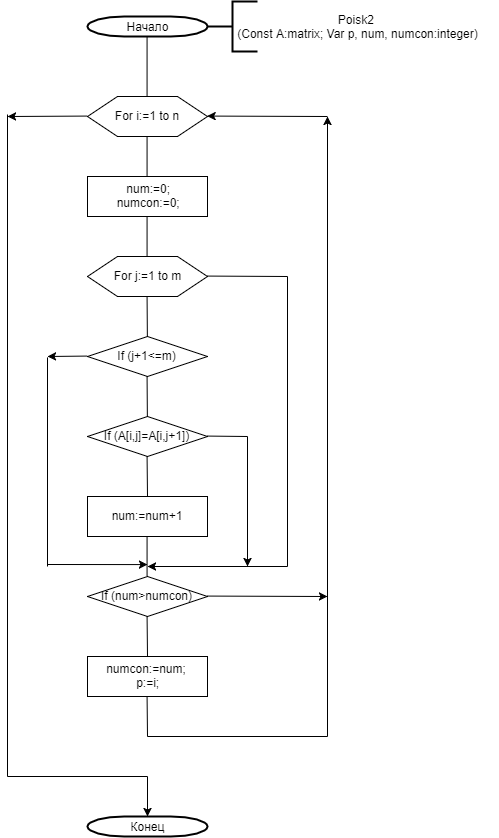 Начало
Poisk2
(Const A:matrix; Var p, num, numcon:integer)
For i:=1 to n
num:=0;
numcon:=0;
For j:=1 to m
If (j+1<=m)
If (A[i,j]=A[i,j+1])
num:=num+1
If (num>numcon)
numcon:=num;
p:=i;
Конец